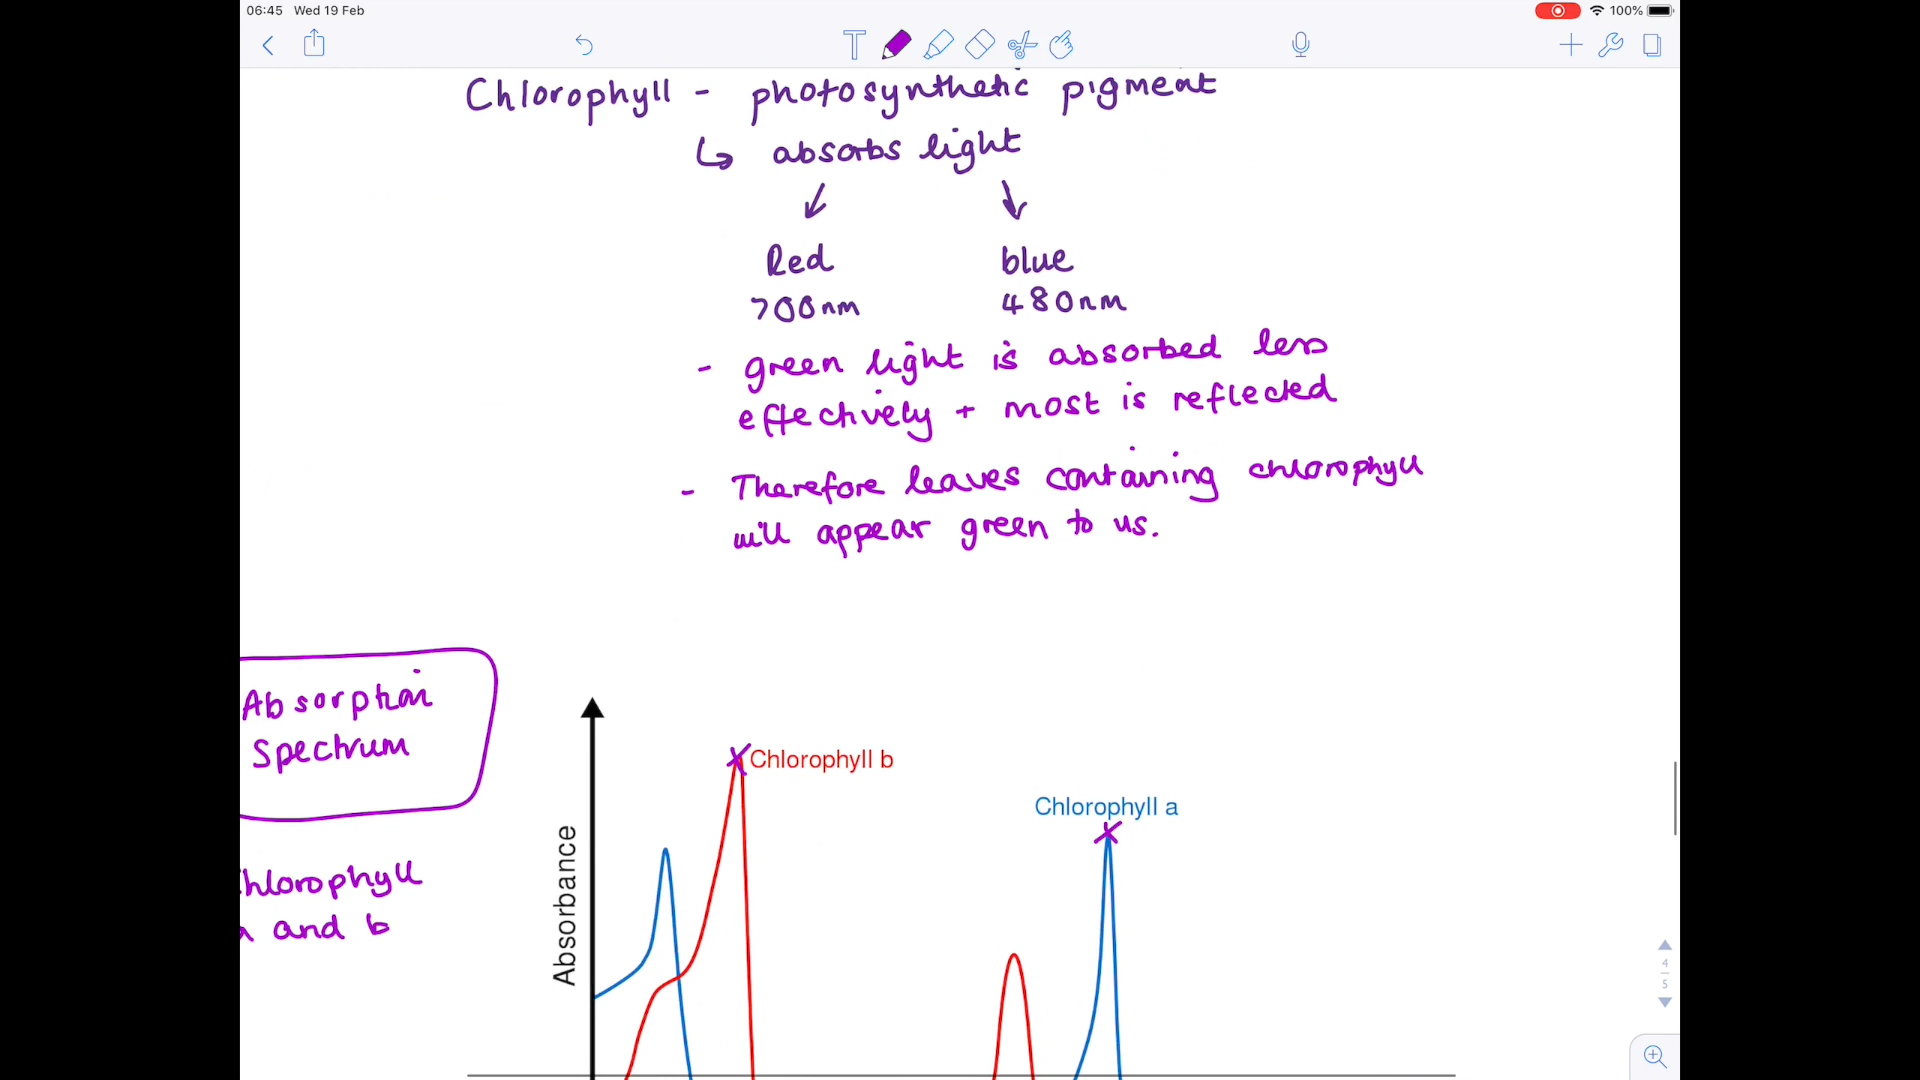 06:45 Wed 19 Feb
100%
T
Chlorophyll - photosynthetic pigment
↳ absorbs light
Red blue
700nm 480nm
- green light is absorbed less
effectively + most is reflected
- Therefore leaves containing chlorophyll
will appear green to us.
Absorption
Spectrum
Chlorophyll b
Chlorophyll a
Absorbance
hlorophyll
a and b
4
5